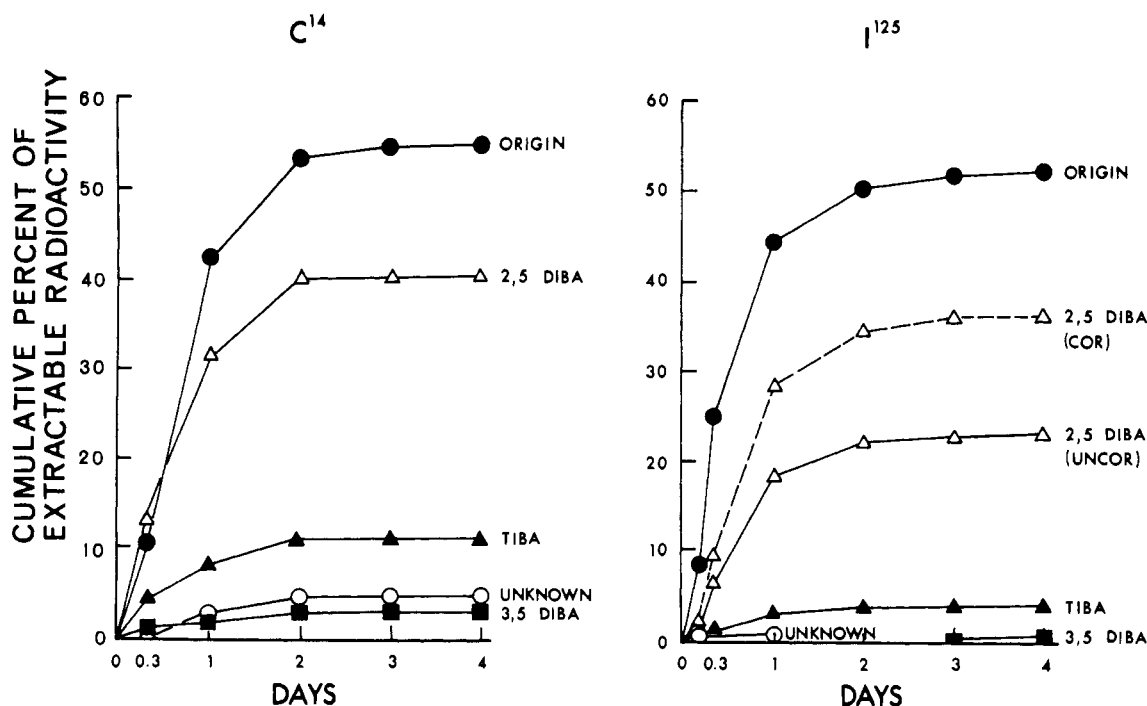 C¹⁴
CUMULATIVE PERCENT OF
EXTRACTABLE RADIOACTIVITY
60
50
40
30
20
10
0
ORIGIN
2,5 DIBA
TIBA
UNKNOWN
3,5 DIBA
0 0.3 1 2 3 4
DAYS
I¹²⁵
60
50
40
30
20
10
0
ORIGIN
2,5 DIBA
(COR)
2,5 DIBA
(UNCOR)
TIBA
UNKNOWN
3,5 DIBA
0 0.3 1 2 3 4
DAYS